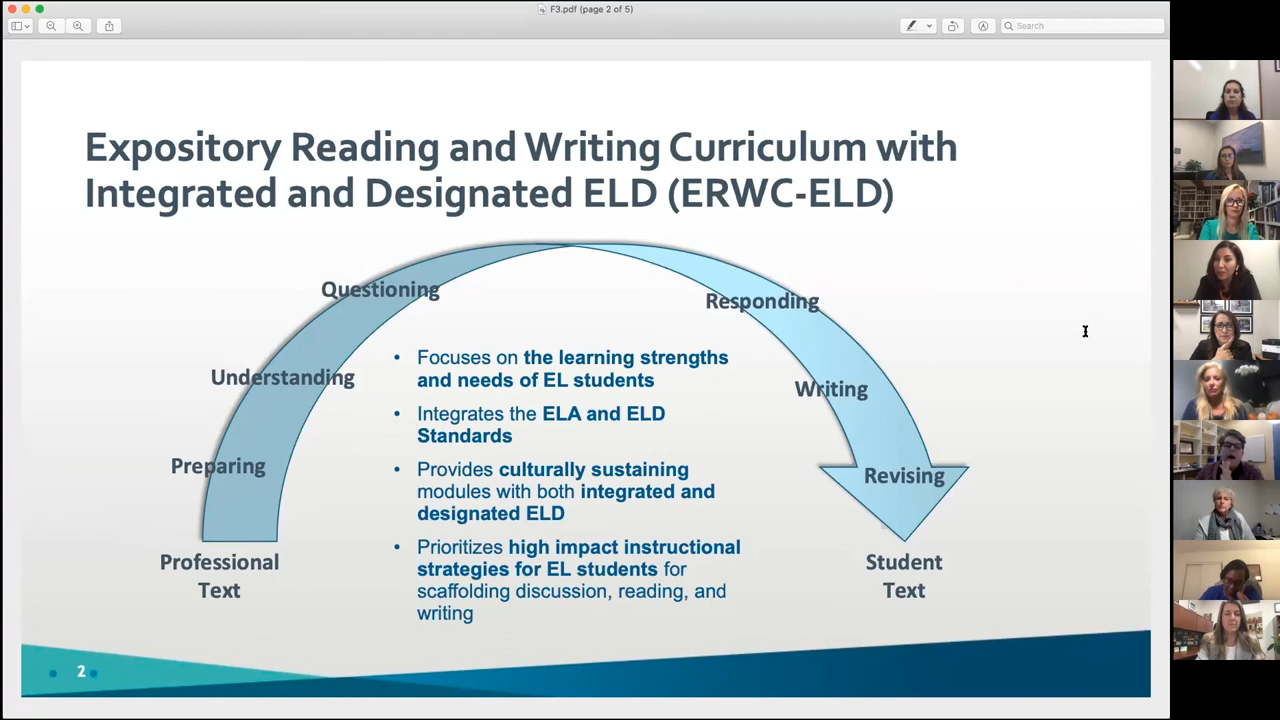 F3.pdf (page 2 of 5)
Search
Expository Reading and Writing Curriculum with
Integrated and Designated ELD (ERWC-ELD)
Questioning
Responding
Understanding
Writing
Preparing
Revising
• Focuses on the learning strengths
and needs of EL students
• Integrates the ELA and ELD
Standards
• Provides culturally sustaining
modules with both integrated and
designated ELD
• Prioritizes high impact instructional
strategies for EL students for
scaffolding discussion, reading, and
writing
Professional
Text
Student
Text
2